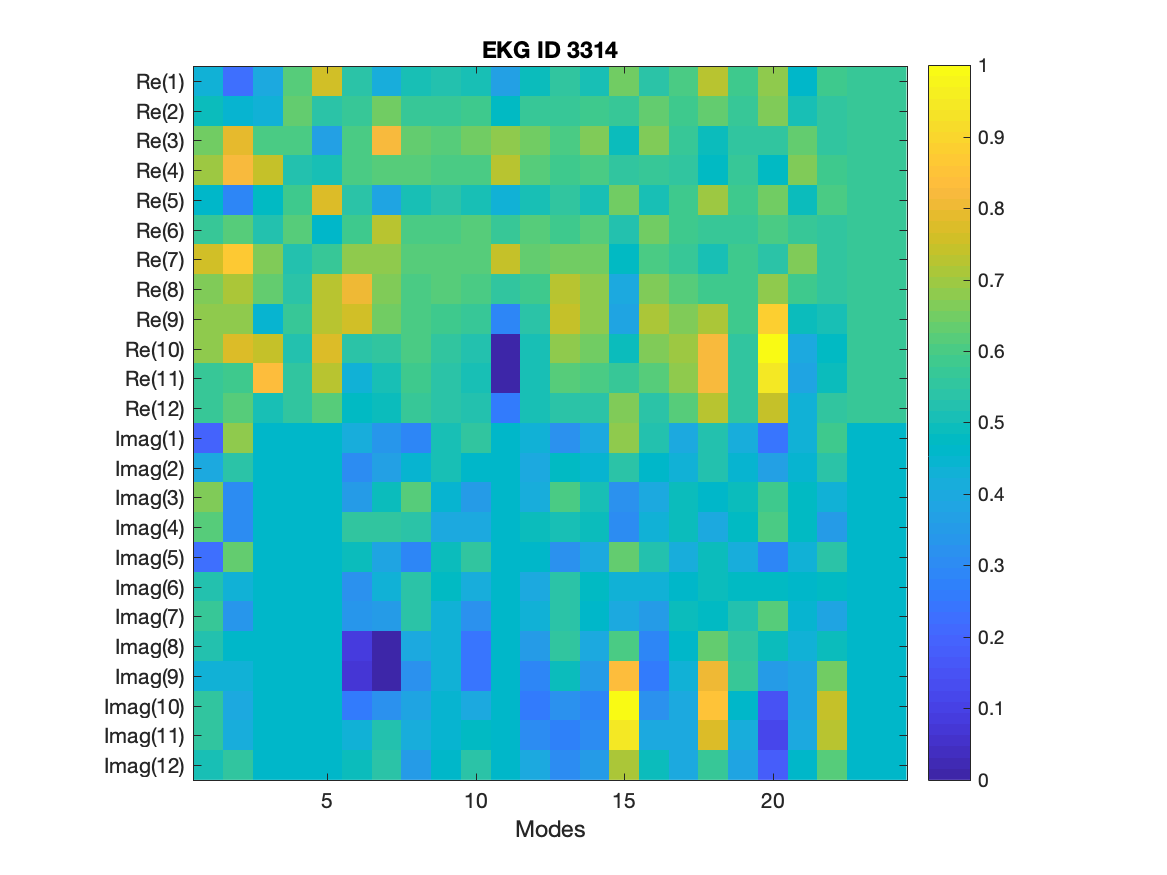 EKG ID 3314
Re(1)
Re(2)
Re(3)
Re(4)
Re(5)
Re(6)
Re(7)
Re(8)
Re(9)
Re(10)
Re(11)
Re(12)
Imag(1)
Imag(2)
Imag(3)
Imag(4)
Imag(5)
Imag(6)
Imag(7)
Imag(8)
Imag(9)
Imag(10)
Imag(11)
Imag(12)
5 10 15 20
Modes
1
0.9
0.8
0.7
0.6
0.5
0.4
0.3
0.2
0.1
0